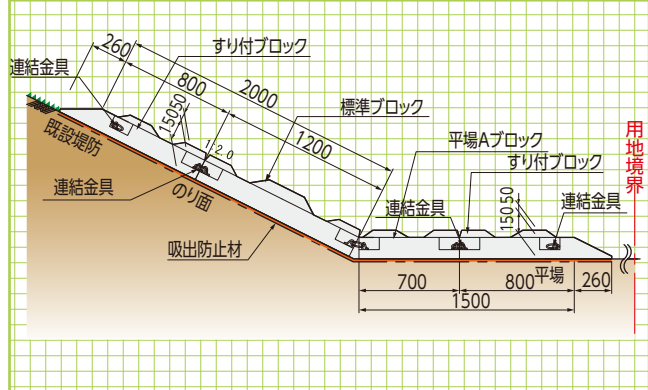 260
すり付ブロック
連結金具
800
2000
標準ブロック
15050
1200
平場Aブロック
用地境界
既設堤防
1:2.0
すり付ブロック
連結金具
のり面
連結金具
15050
連結金具
吸出防止材
700
800
平場
260
1500